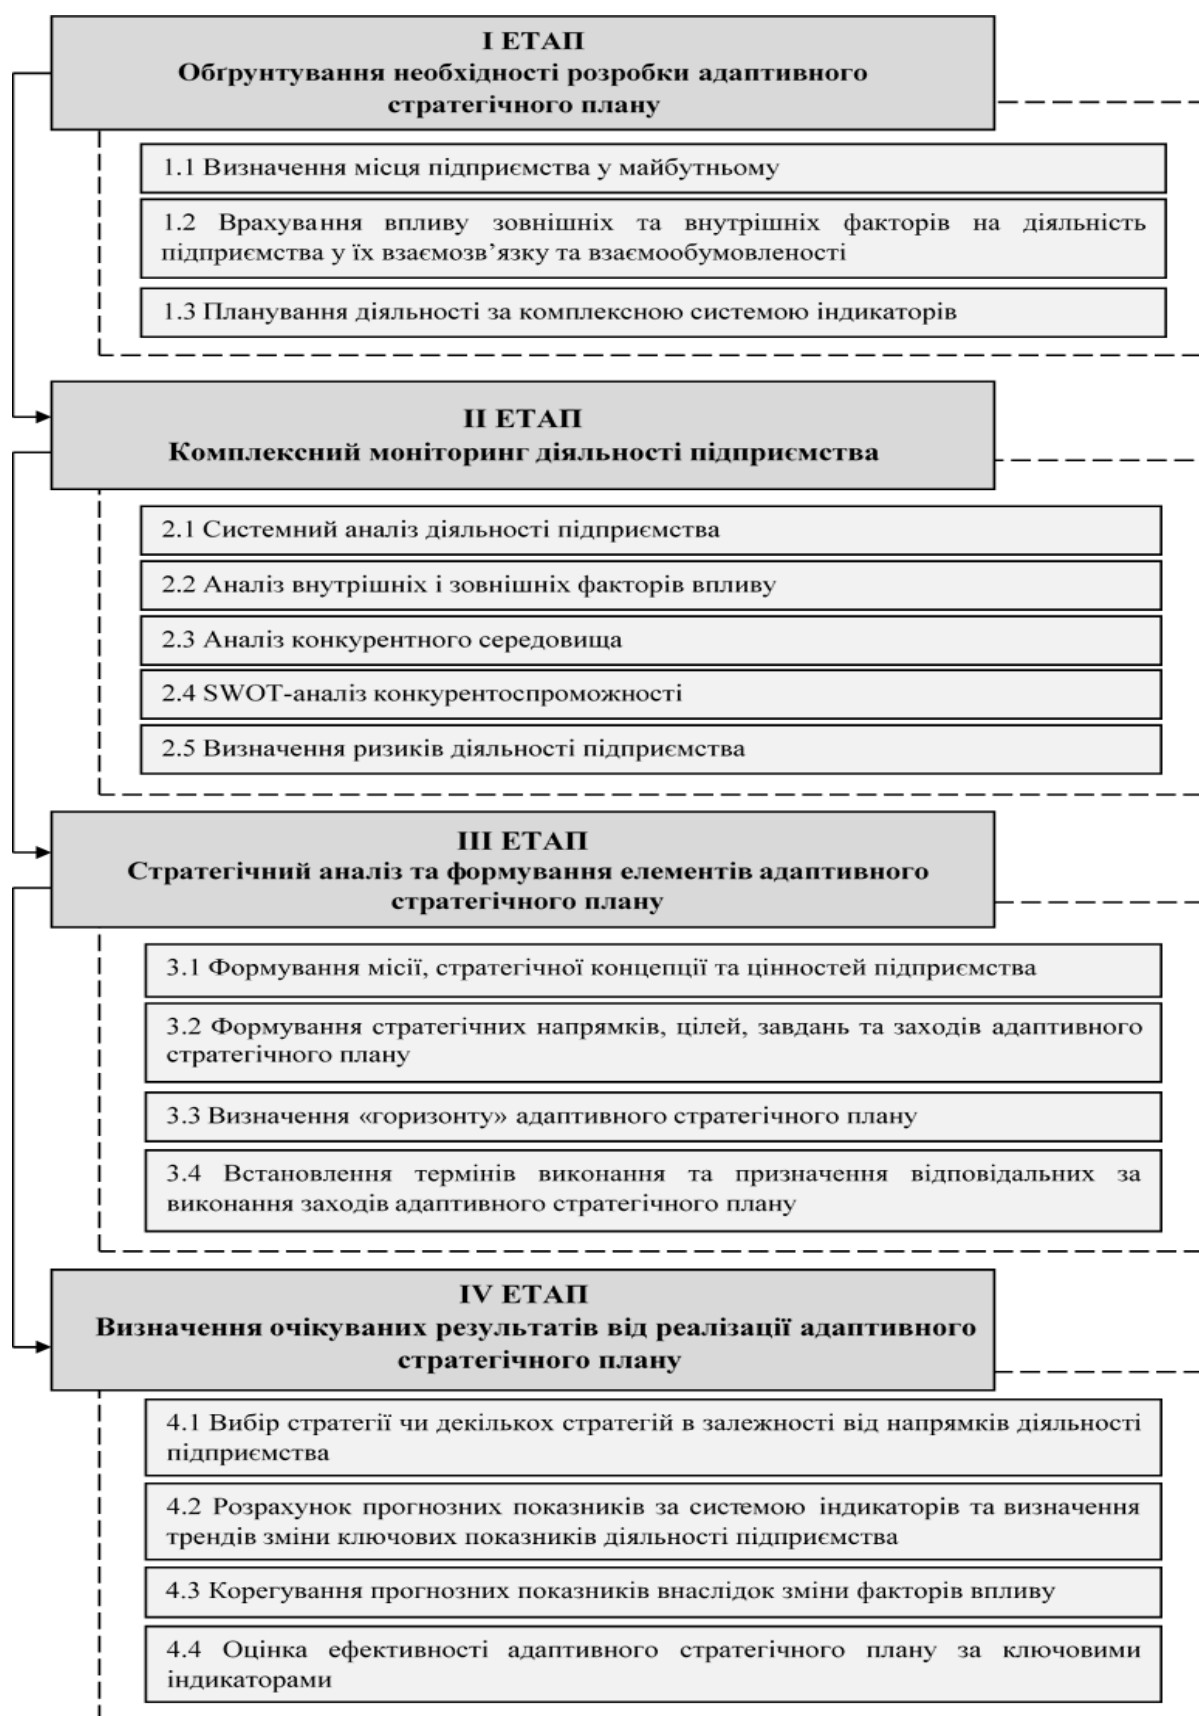 І ЕТАП
Обґрунтування необхідності розробки адаптивного
стратегічного плану
1.1 Визначення місця підприємства у майбутньому
1.2 Врахування впливу зовнішніх та внутрішніх факторів на діяльність
підприємства у їх взаємозв’язку та взаємообумовленості
1.3 Планування діяльності за комплексною системою індикаторів
ІІ ЕТАП
Комплексний моніторинг діяльності підприємства
2.1 Системний аналіз діяльності підприємства
2.2 Аналіз внутрішніх і зовнішніх факторів впливу
2.3 Аналіз конкурентного середовища
2.4 SWOT-аналіз конкурентоспроможності
2.5 Визначення ризиків діяльності підприємства
ІІІ ЕТАП
Стратегічний аналіз та формування елементів адаптивного
стратегічного плану
3.1 Формування місії, стратегічної концепції та цінностей підприємства
3.2 Формування стратегічних напрямків, цілей, завдань та заходів адаптивного
стратегічного плану
3.3 Визначення «горизонту» адаптивного стратегічного плану
3.4 Встановлення термінів виконання та призначення відповідальних за
виконання заходів адаптивного стратегічного плану
IV ЕТАП
Визначення очікуваних результатів від реалізації адаптивного
стратегічного плану
4.1 Вибір стратегії чи декількох стратегій в залежності від напрямків діяльності
підприємства
4.2 Розрахунок прогнозних показників за системою індикаторів та визначення
трендів зміни ключових показників діяльності підприємства
4.3 Корегування прогнозних показників внаслідок зміни факторів впливу
4.4 Оцінка ефективності адаптивного стратегічного плану за ключовими
індикаторами